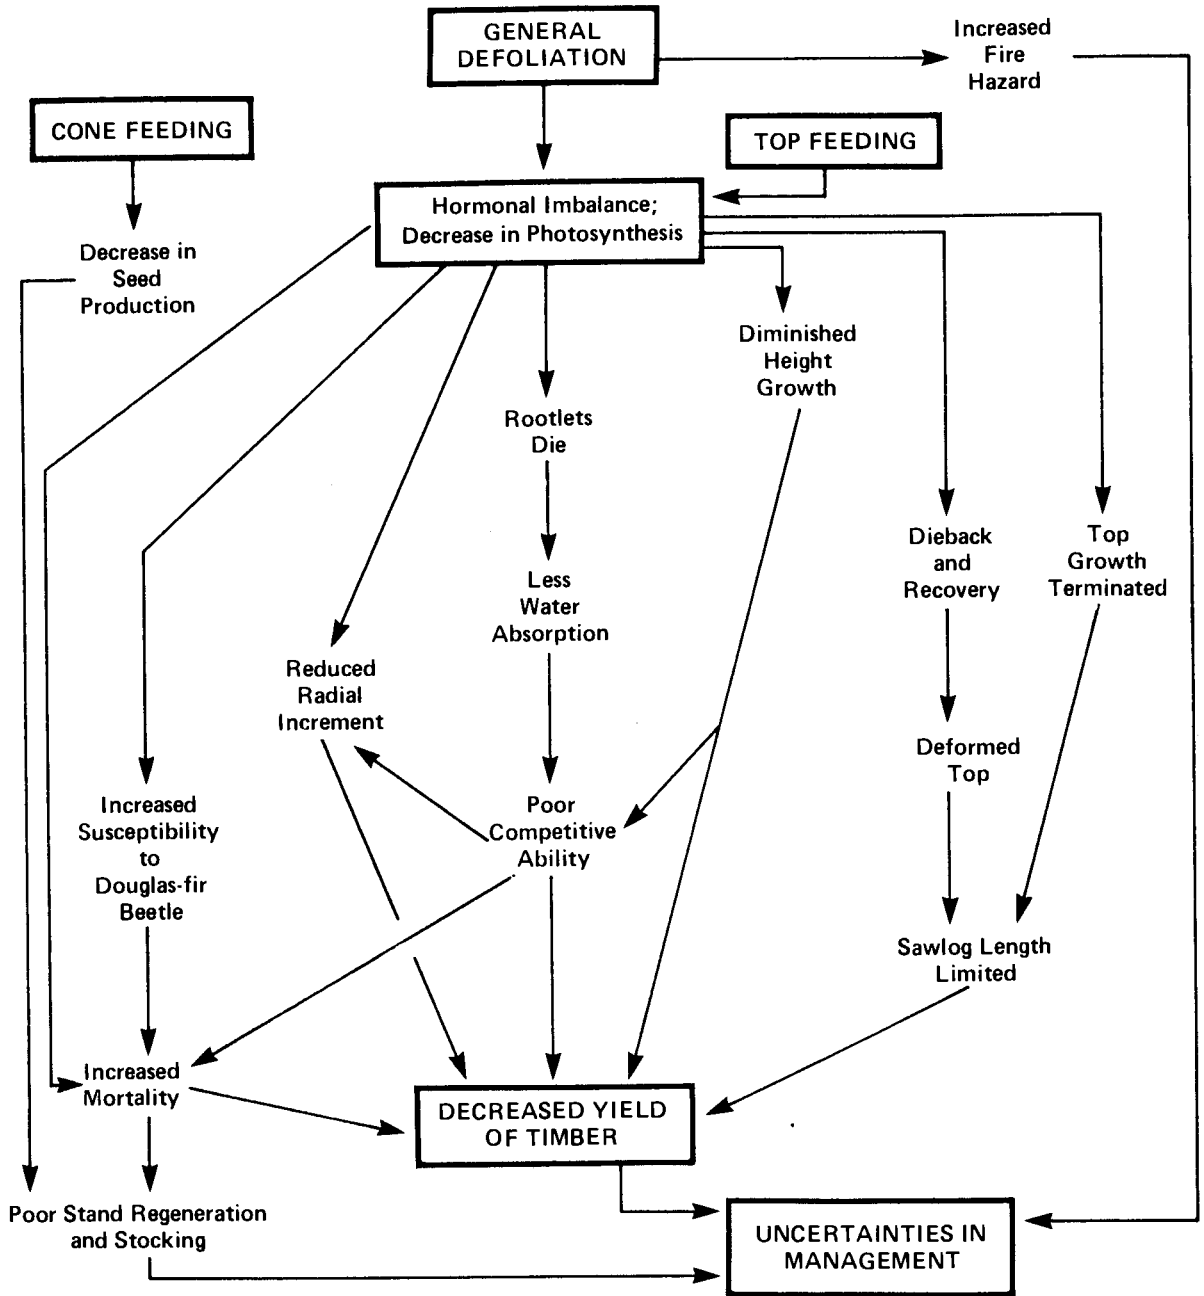 GENERAL
DEFOLIATION
Increased
Fire
Hazard
CONE FEEDING
TOP FEEDING
Hormonal Imbalance;
Decrease in Photosynthesis
Decrease in
Seed
Production
Diminished
Height
Growth
Rootlets
Die
Dieback
and
Recovery
Top
Growth
Terminated
Less
Water
Absorption
Reduced
Radial
Increment
Deformed
Top
Increased
Susceptibility
to
Douglas-fir
Beetle
Poor
Competitive
Ability
Sawlog Length
Limited
Increased
Mortality
DECREASED YIELD
OF TIMBER
Poor Stand Regeneration
and Stocking
UNCERTAINTIES IN
MANAGEMENT